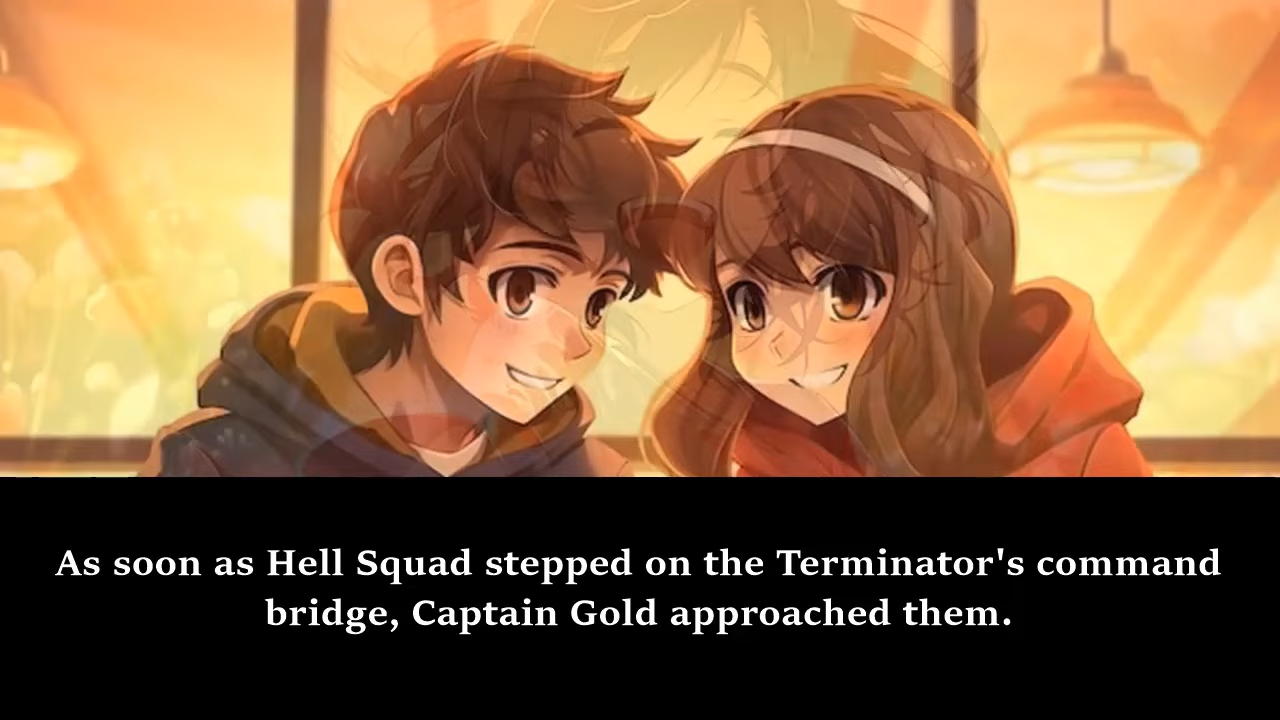 As soon as Hell Squad stepped on the Terminator's command
bridge, Captain Gold approached them.